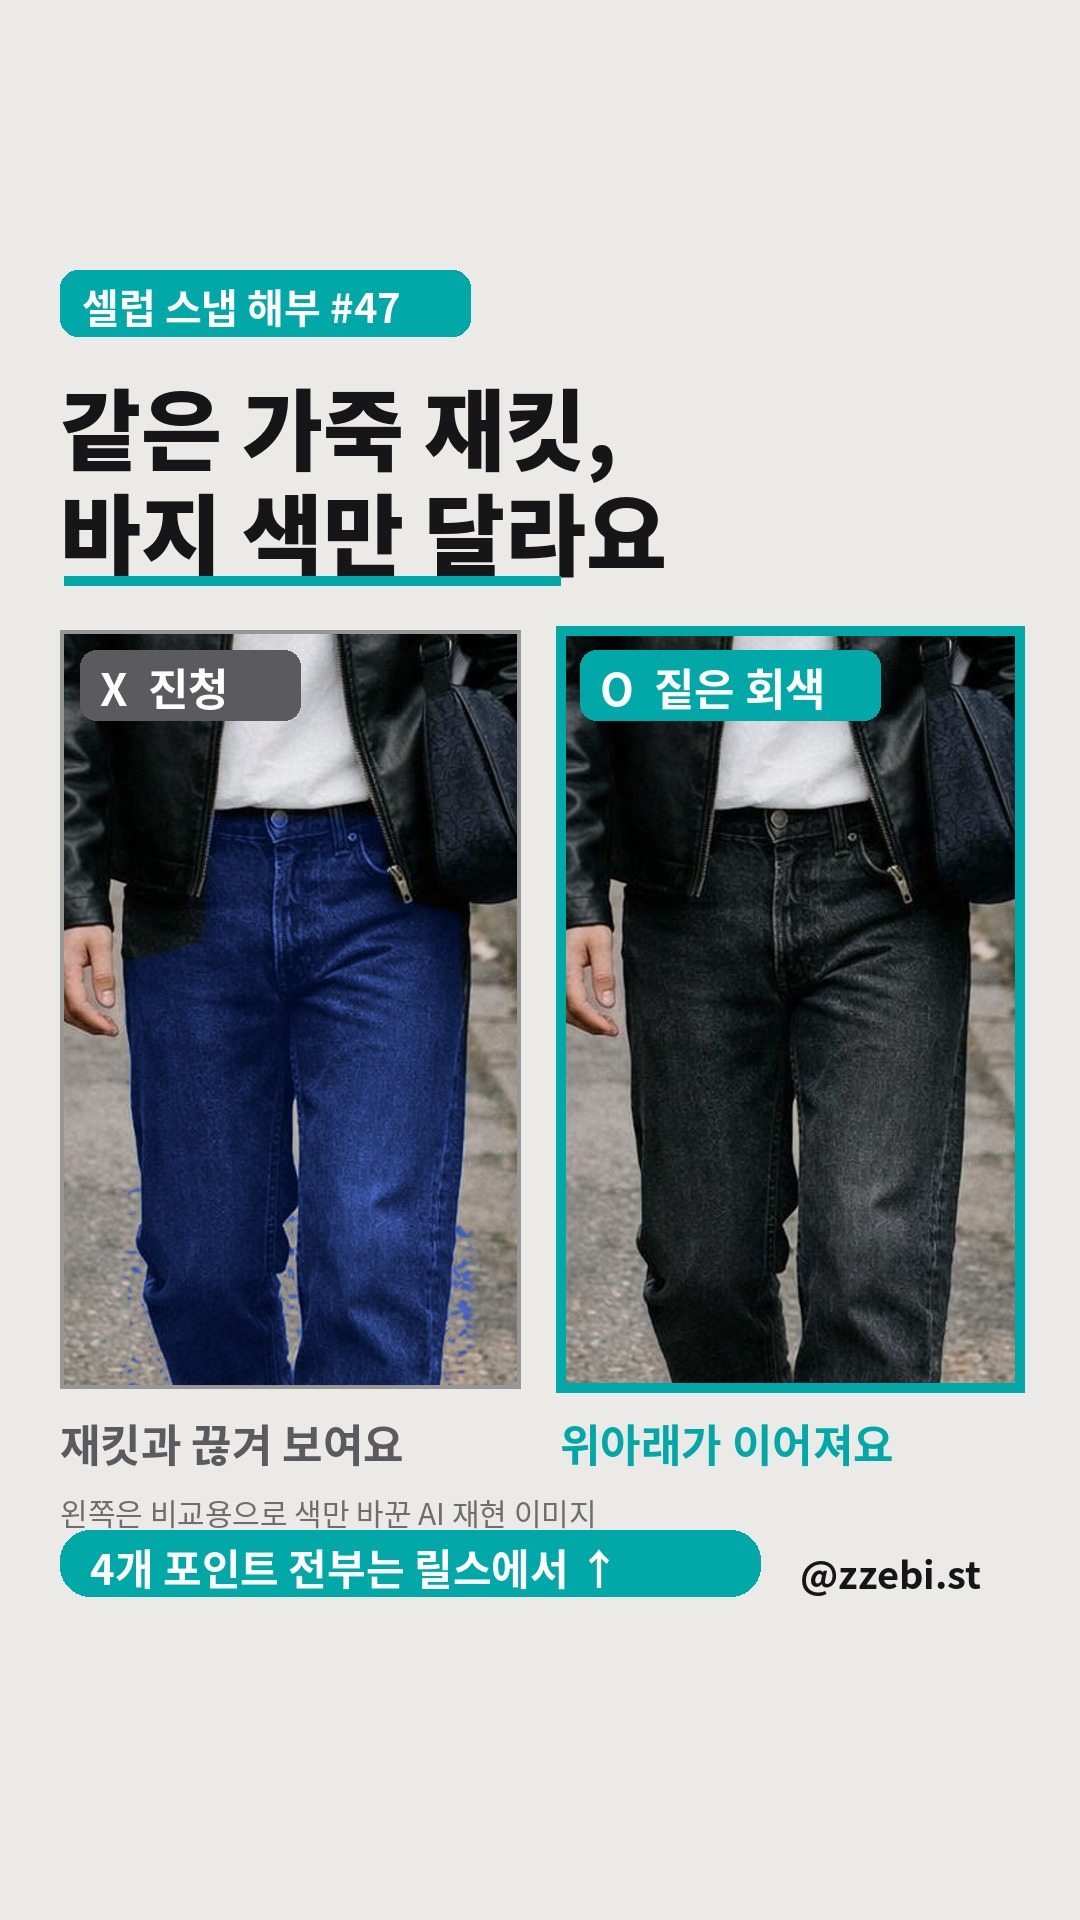 셀럽 스냅 해부 #47
같은 가죽 재킷,
바지 색만 달라요
X 진청
O 짙은 회색
재킷과 끊겨 보여요
위아래가 이어져요
왼쪽은 비교용으로 색만 바꾼 AI 재현 이미지
4개 포인트 전부는 릴스에서 ↑
@zzebi.st